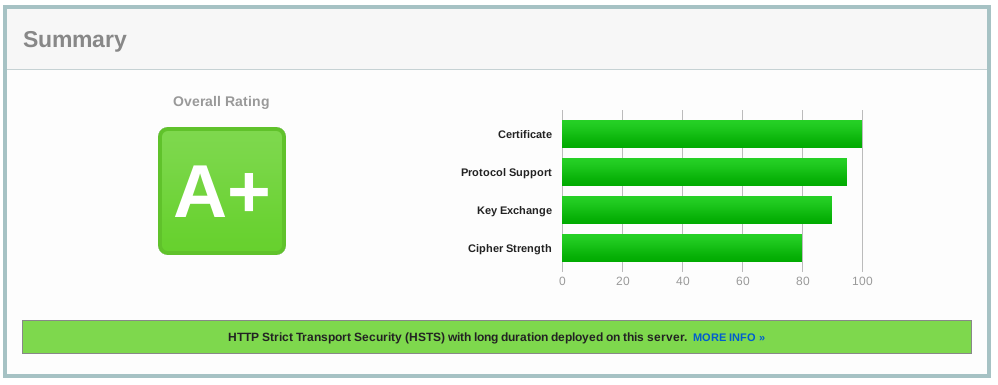 Summary
Overall Rating
A+
Certificate
Protocol Support
Key Exchange
Cipher Strength
0 20 40 60 80 100
HTTP Strict Transport Security (HSTS) with long duration deployed on this server. MORE INFO »